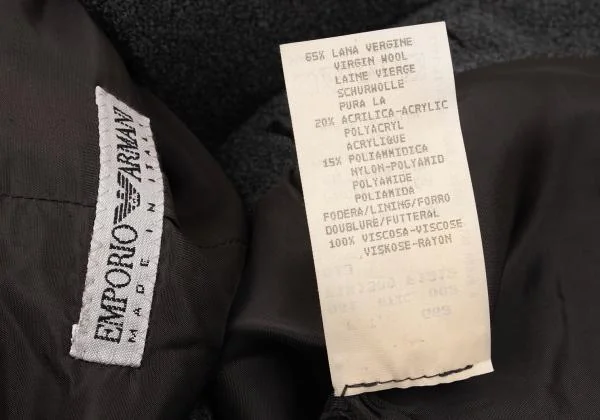 EMPORIO ARMANI
MADE IN ITALY
65% LANA VERGINE
VIRGIN WOOL
LAINE VIERGE
SCHURWOLLE
PURA LA
20% ACRILICA-ACRYLIC
POLYACRYL
ACRYLIQUE
15% POLIAMMIDICA
NYLON-POLYAMID
POLYAMIDE
POLIAMIDA
FODERA/LINING/FORRO
DOUBLURE/FUTTERAL
100% VISCOSA-VISCOSE
VISKOSE-RAYON